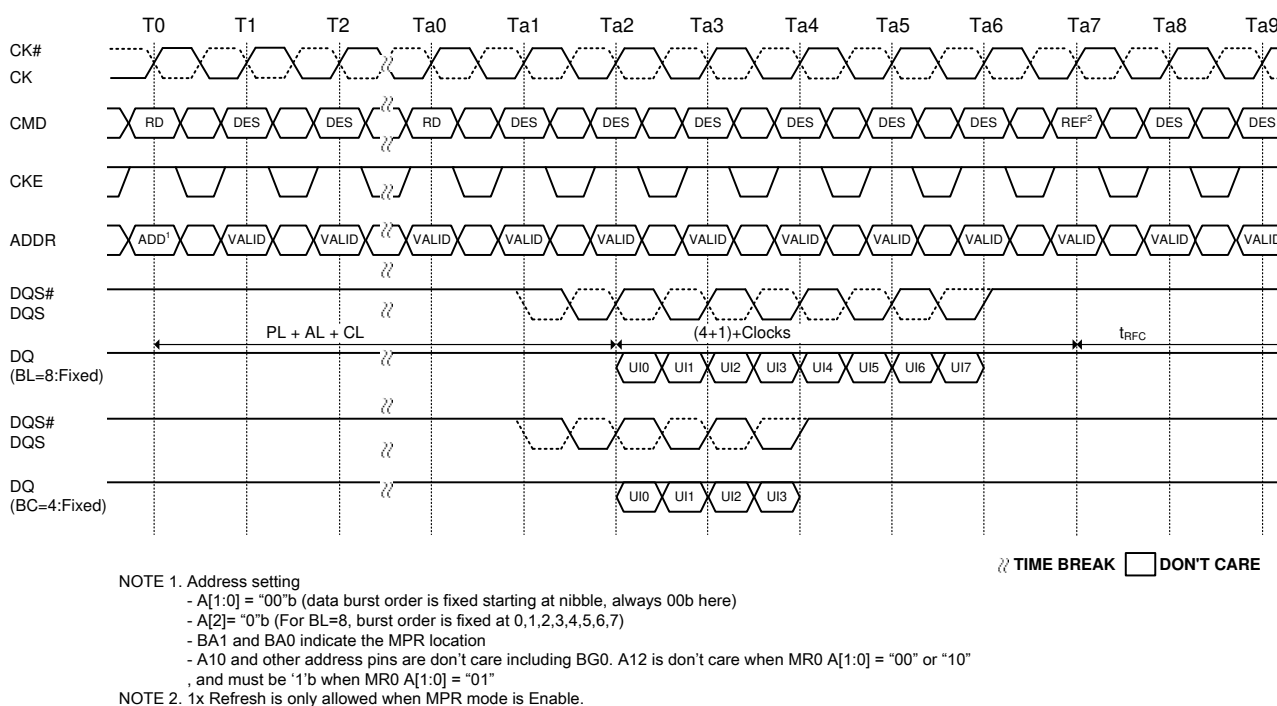 T0 T1 T2 Ta0 Ta1 Ta2 Ta3 Ta4 Ta5 Ta6 Ta7 Ta8 Ta9
CK#
CK
CMD RD DES DES RD DES DES DES DES DES DES REF2 DES DES
CKE
ADDR ADD1 VALID VALID VALID VALID VALID VALID VALID VALID VALID VALID VALID VALID
DQS#
DQS
PL + AL + CL (4+1)+Clocks tRFC
DQ
(BL=8:Fixed) UI0 UI1 UI2 UI3 UI4 UI5 UI6 UI7
DQS#
DQS
DQ
(BC=4:Fixed) UI0 UI1 UI2 UI3
TIME BREAK DON'T CARE
NOTE 1. Address setting
- A[1:0] = “00”b (data burst order is fixed starting at nibble, always 00b here)
- A[2]= “0”b (For BL=8, burst order is fixed at 0,1,2,3,4,5,6,7)
- BA1 and BA0 indicate the MPR location
- A10 and other address pins are don’t care including BG0. A12 is don’t care when MR0 A[1:0] = “00” or “10”
, and must be ‘1’b when MR0 A[1:0] = “01”
NOTE 2. 1x Refresh is only allowed when MPR mode is Enable.